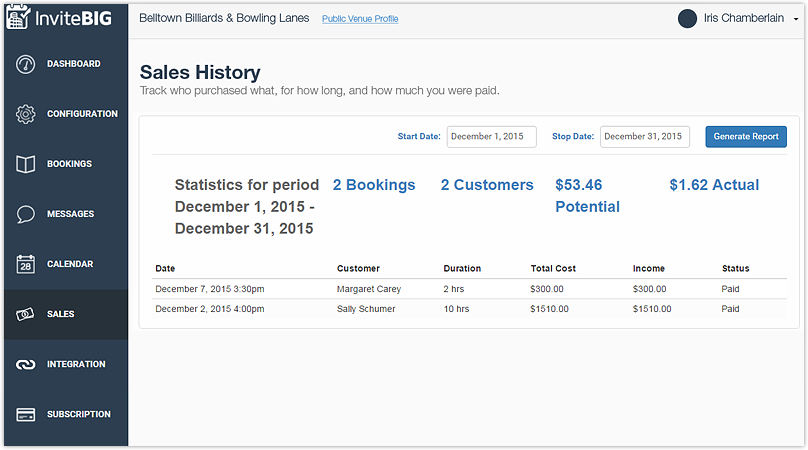 InviteBIG
Belltown Billiards & Bowling Lanes Public Venue Profile Iris Chamberlain
DASHBOARD
CONFIGURATION
BOOKINGS
MESSAGES
28 CALENDAR
SALES
INTEGRATION
SUBSCRIPTION
Sales History
Track who purchased what, for how long, and how much you were paid.
Start Date: December 1, 2015 Stop Date: December 31, 2015 Generate Report
Statistics for period
December 1, 2015 -
December 31, 2015
2 Bookings
2 Customers
$53.46
Potential
$1.62 Actual
Date Customer Duration Total Cost Income Status
December 7, 2015 3:30pm Margaret Carey 2 hrs $300.00 $300.00 Paid
December 2, 2015 4:00pm Sally Schumer 10 hrs $1510.00 $1510.00 Paid